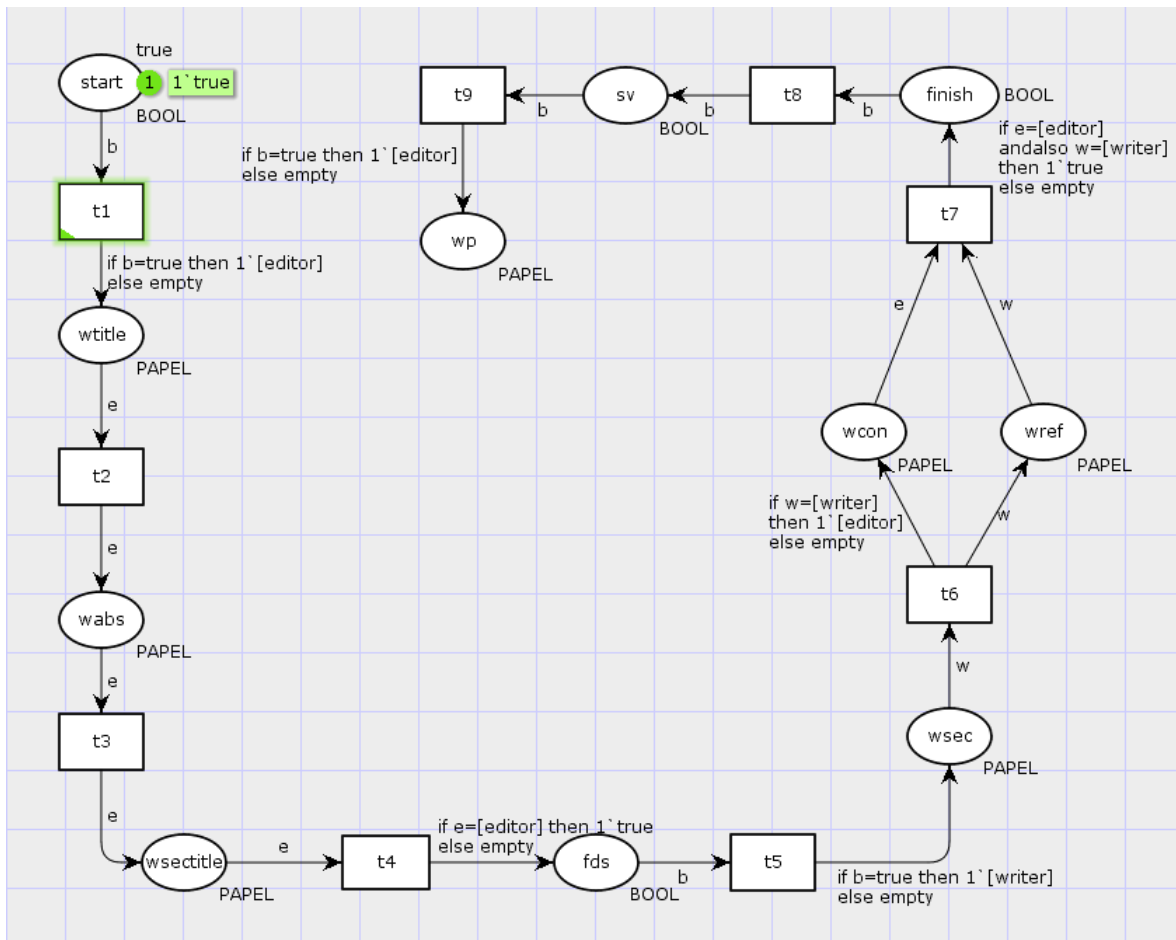 true
start
1
1`true
BOOL
b
t1
if b=true then 1`[editor]
else empty
wtitle
PAPEL
e
t2
e
wabs
PAPEL
e
t3
e
wsectitle
PAPEL
e
t4
if e=[editor] then 1`true
else empty
fds
BOOL
b
t5
if b=true then 1`[writer]
else empty
wsec
PAPEL
w
t6
if w=[writer]
then 1`[editor]
else empty
w
wcon
PAPEL
wref
PAPEL
e
w
t7
if e=[editor]
andalso w=[writer]
then 1`true
else empty
finish
BOOL
b
t8
b
sv
BOOL
b
t9
if b=true then 1`[editor]
else empty
wp
PAPEL